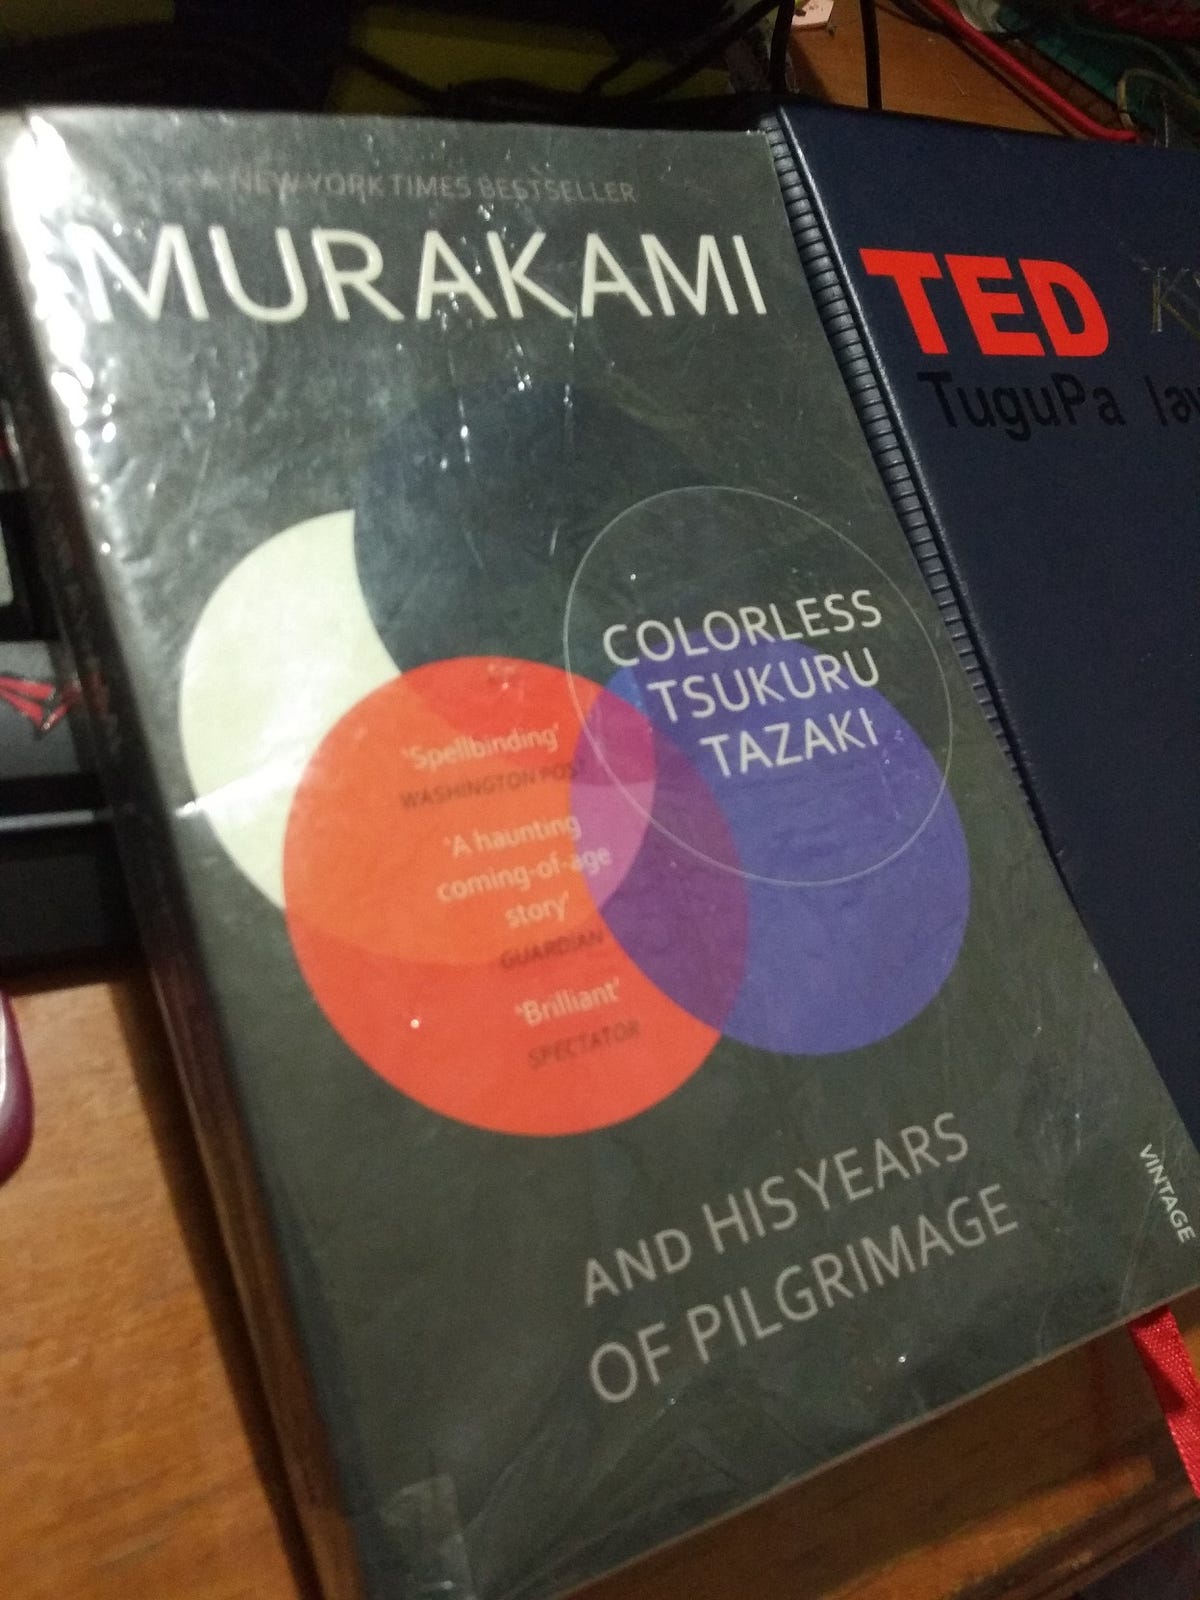 A NEW YORK TIMES BESTSELLER
MURAKAMI
COLORLESS
TSUKURU
TAZAKI
'Spellbinding'
WASHINGTON POST
'A haunting
coming-of-age
story'
GUARDIAN
'Brilliant'
SPECTATOR
AND HIS YEARS
OF PILGRIMAGE
VINTAGE
TED
TuguPa